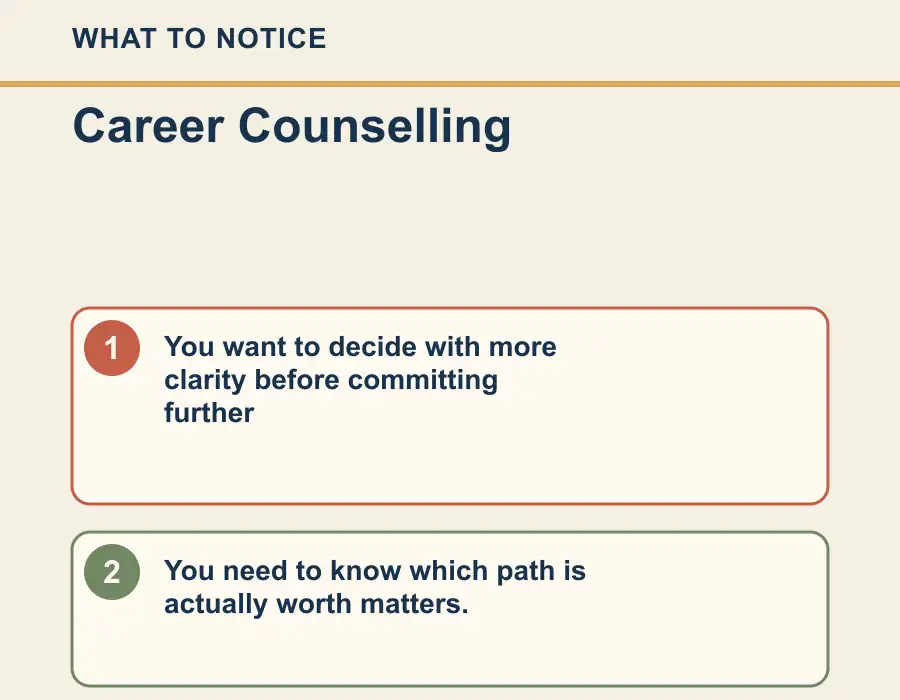 WHAT TO NOTICE
Career Counselling
1
You want to decide with more
clarity before committing
further
2
You need to know which path is
actually worth matters.